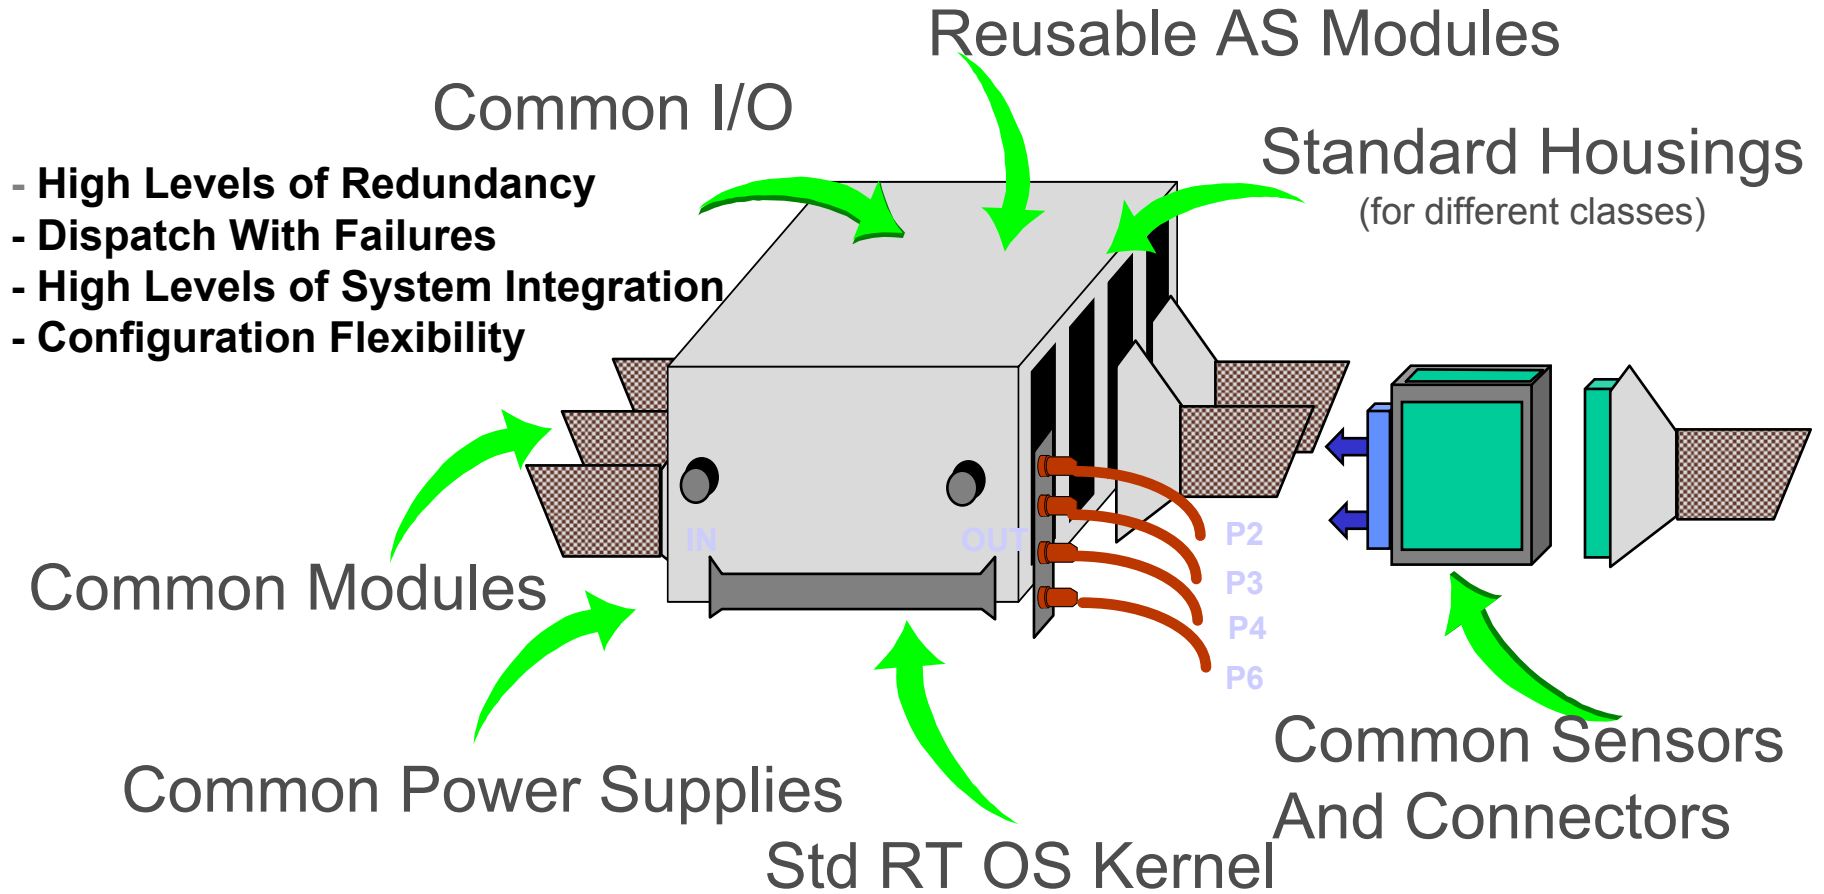 Reusable AS Modules
Common I/O
Standard Housings
(for different classes)
- High Levels of Redundancy
- Dispatch With Failures
- High Levels of System Integration
- Configuration Flexibility
IN
OUT
P2
P3
P4
P6
Common Modules
Common Power Supplies
Std RT OS Kernel
Common Sensors
And Connectors